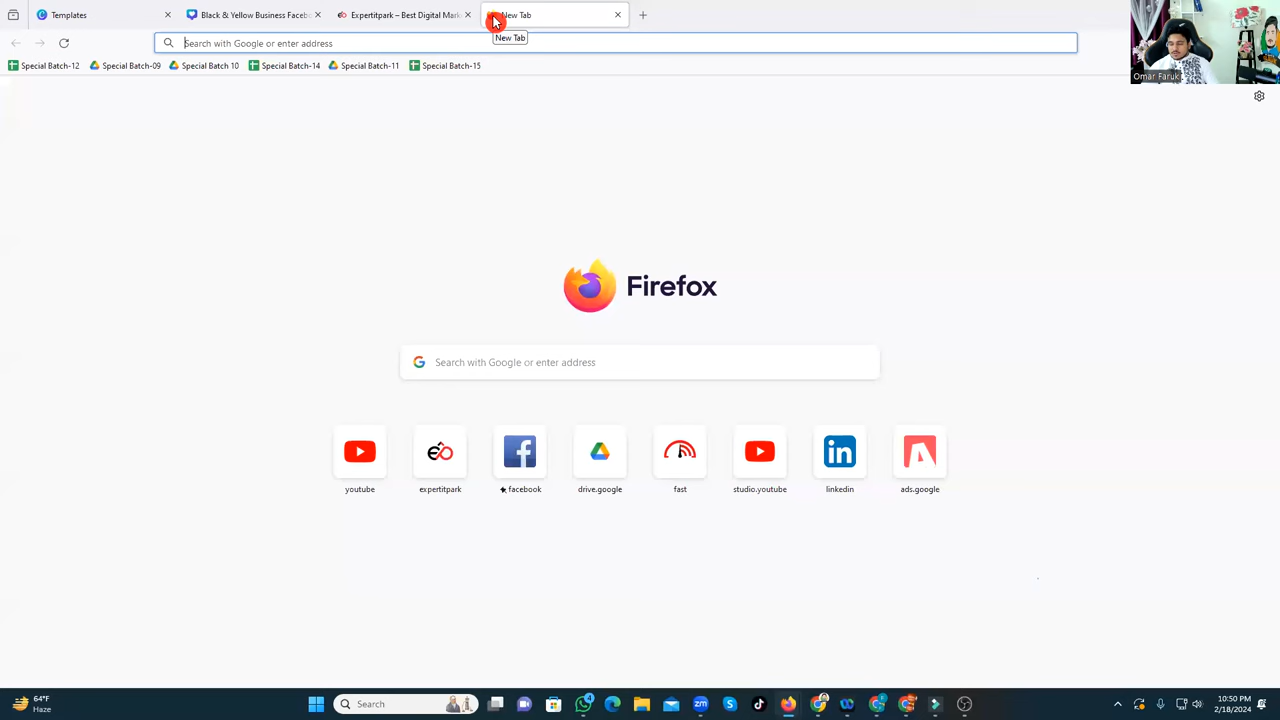 Templates
Black & Yellow Business Facebo
Expertitpark – Best Digital Mark
New Tab
Search with Google or enter address
New Tab
Special Batch-12
Special Batch-09
Special Batch 10
Special Batch-14
Special Batch-11
Special Batch-15
Omar Faruk
Firefox
Search with Google or enter address
youtube
expertitpark
facebook
drive.google
fast
studio.youtube
linkedin
ads.google
64°F
Haze
Search
4
10:50 PM
2/18/2024